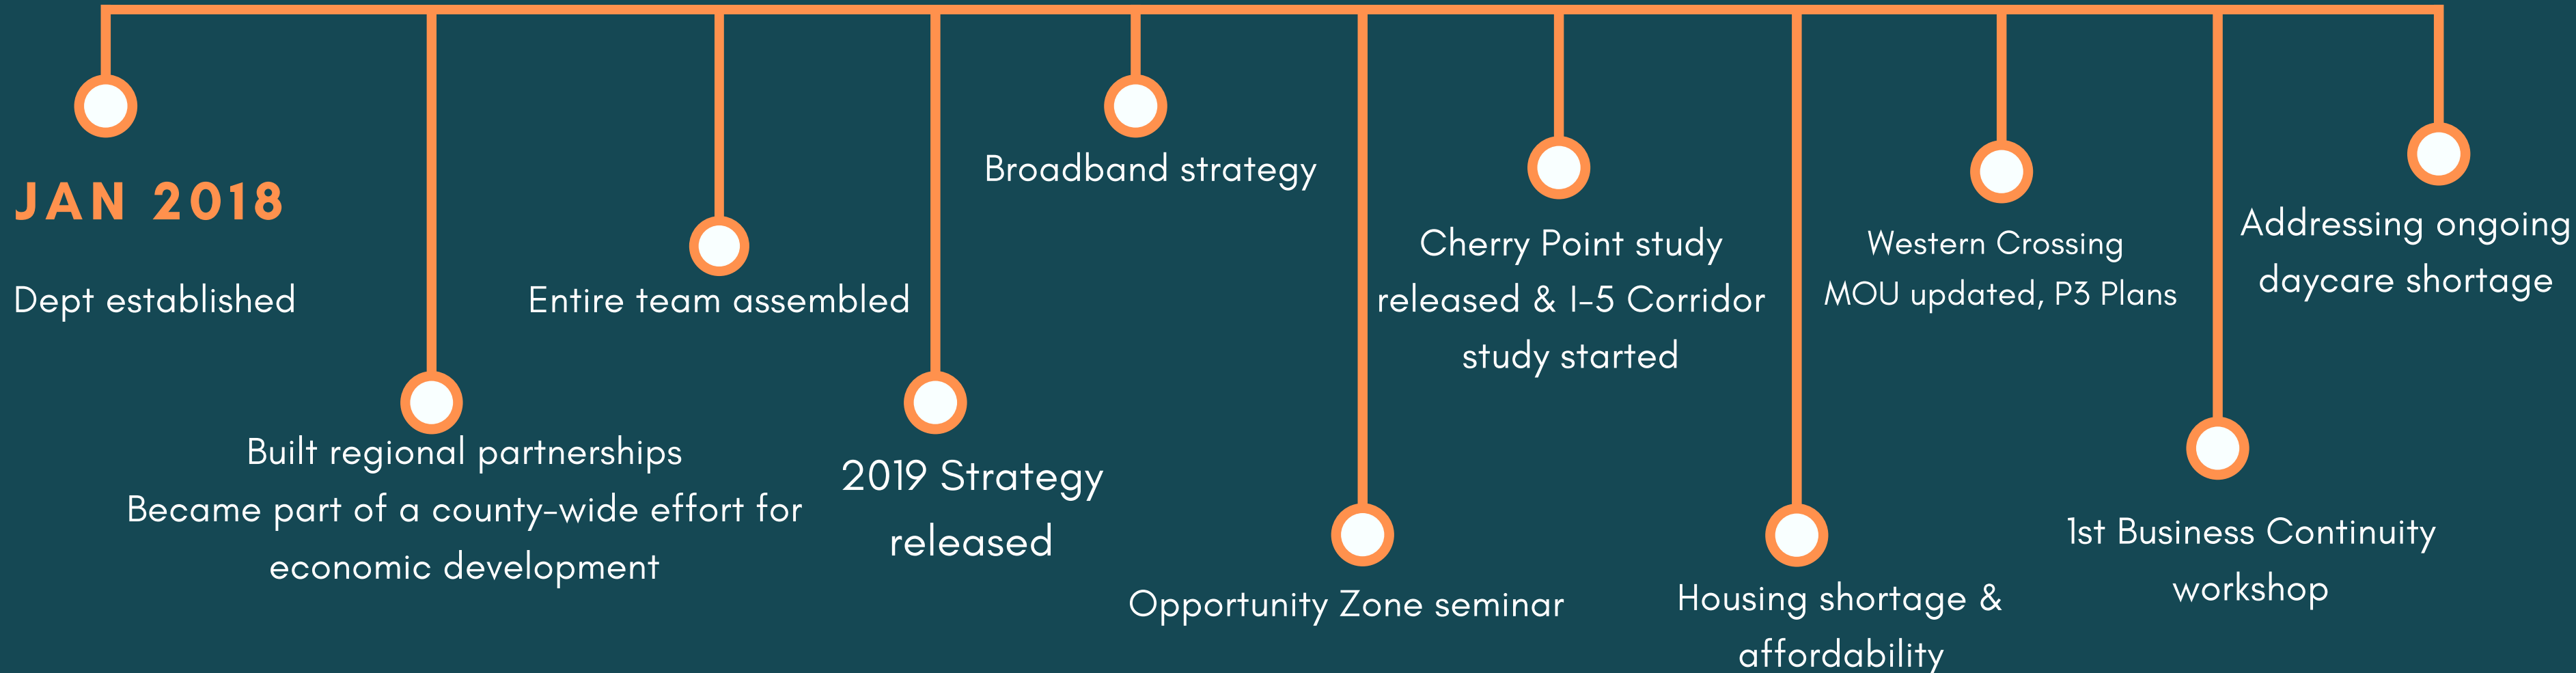 JAN 2018
Dept established
Built regional partnerships
Became part of a county-wide effort for
economic development
Entire team assembled
2019 Strategy
released
Broadband strategy
Opportunity Zone seminar
Cherry Point study
released & I-5 Corridor
study started
Housing shortage &
affordability
Western Crossing
MOU updated, P3 Plans
1st Business Continuity
workshop
Addressing ongoing
daycare shortage